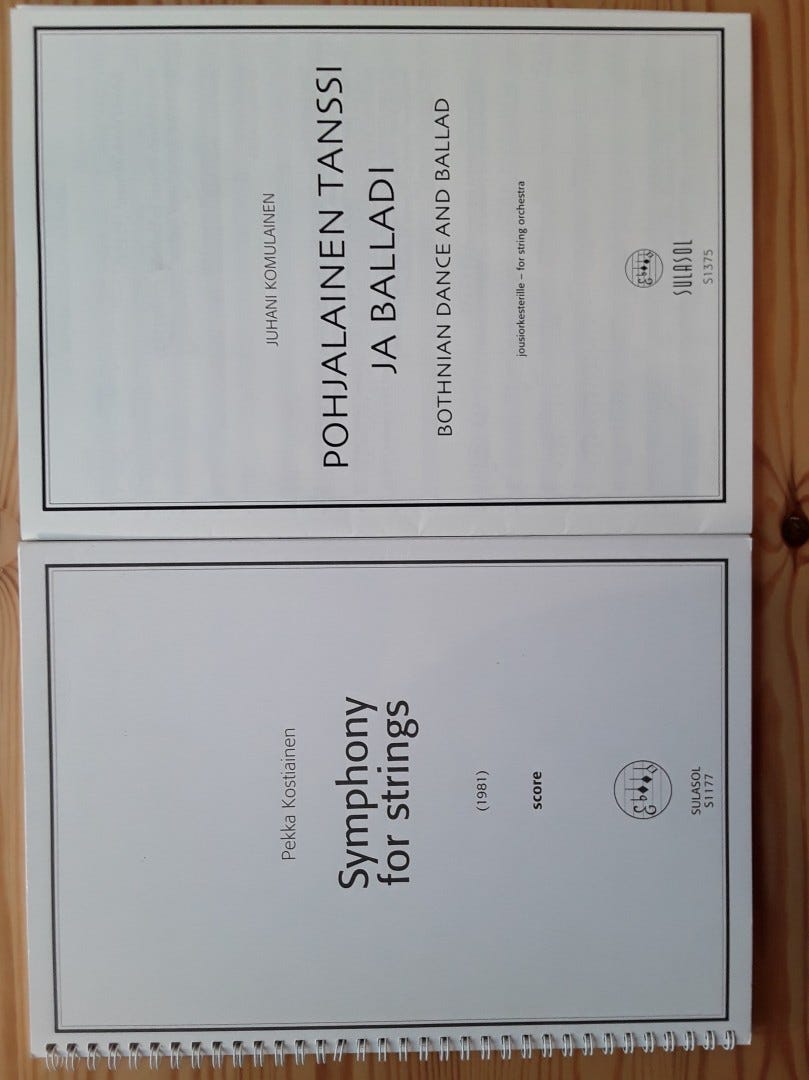 Pekka Kostiainen
Symphony
for strings
(1981)
score
SULASOL
S1177
JUHANI KOMULAINEN
POHJALAINEN TANSSI
JA BALLADI
BOTHNIAN DANCE AND BALLAD
jousiorkesterille – for string orchestra
SULASOL
S1375